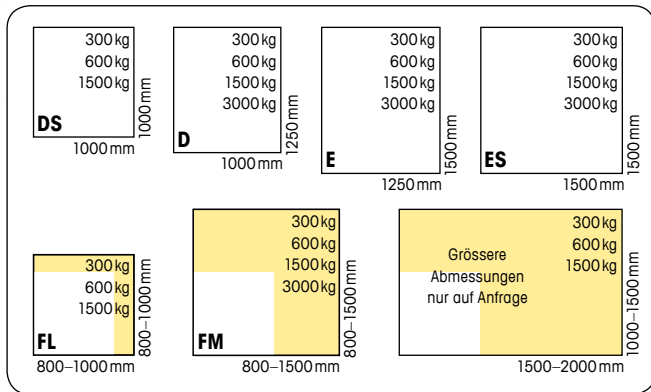 300 kg
600 kg
1500 kg
DS
1000 mm
1000 mm
300 kg
600 kg
1500 kg
3000 kg
D
1250 mm
1000 mm
300 kg
600 kg
1500 kg
3000 kg
E
1500 mm
1250 mm
300 kg
600 kg
1500 kg
3000 kg
ES
1500 mm
1500 mm
300 kg
600 kg
1500 kg
FL
800–1000 mm
800–1000 mm
300 kg
600 kg
1500 kg
3000 kg
FM
800–1500 mm
800–1500 mm
300 kg
600 kg
1500 kg
Grössere
Abmessungen
nur auf Anfrage
1000–1500 mm
1500–2000 mm